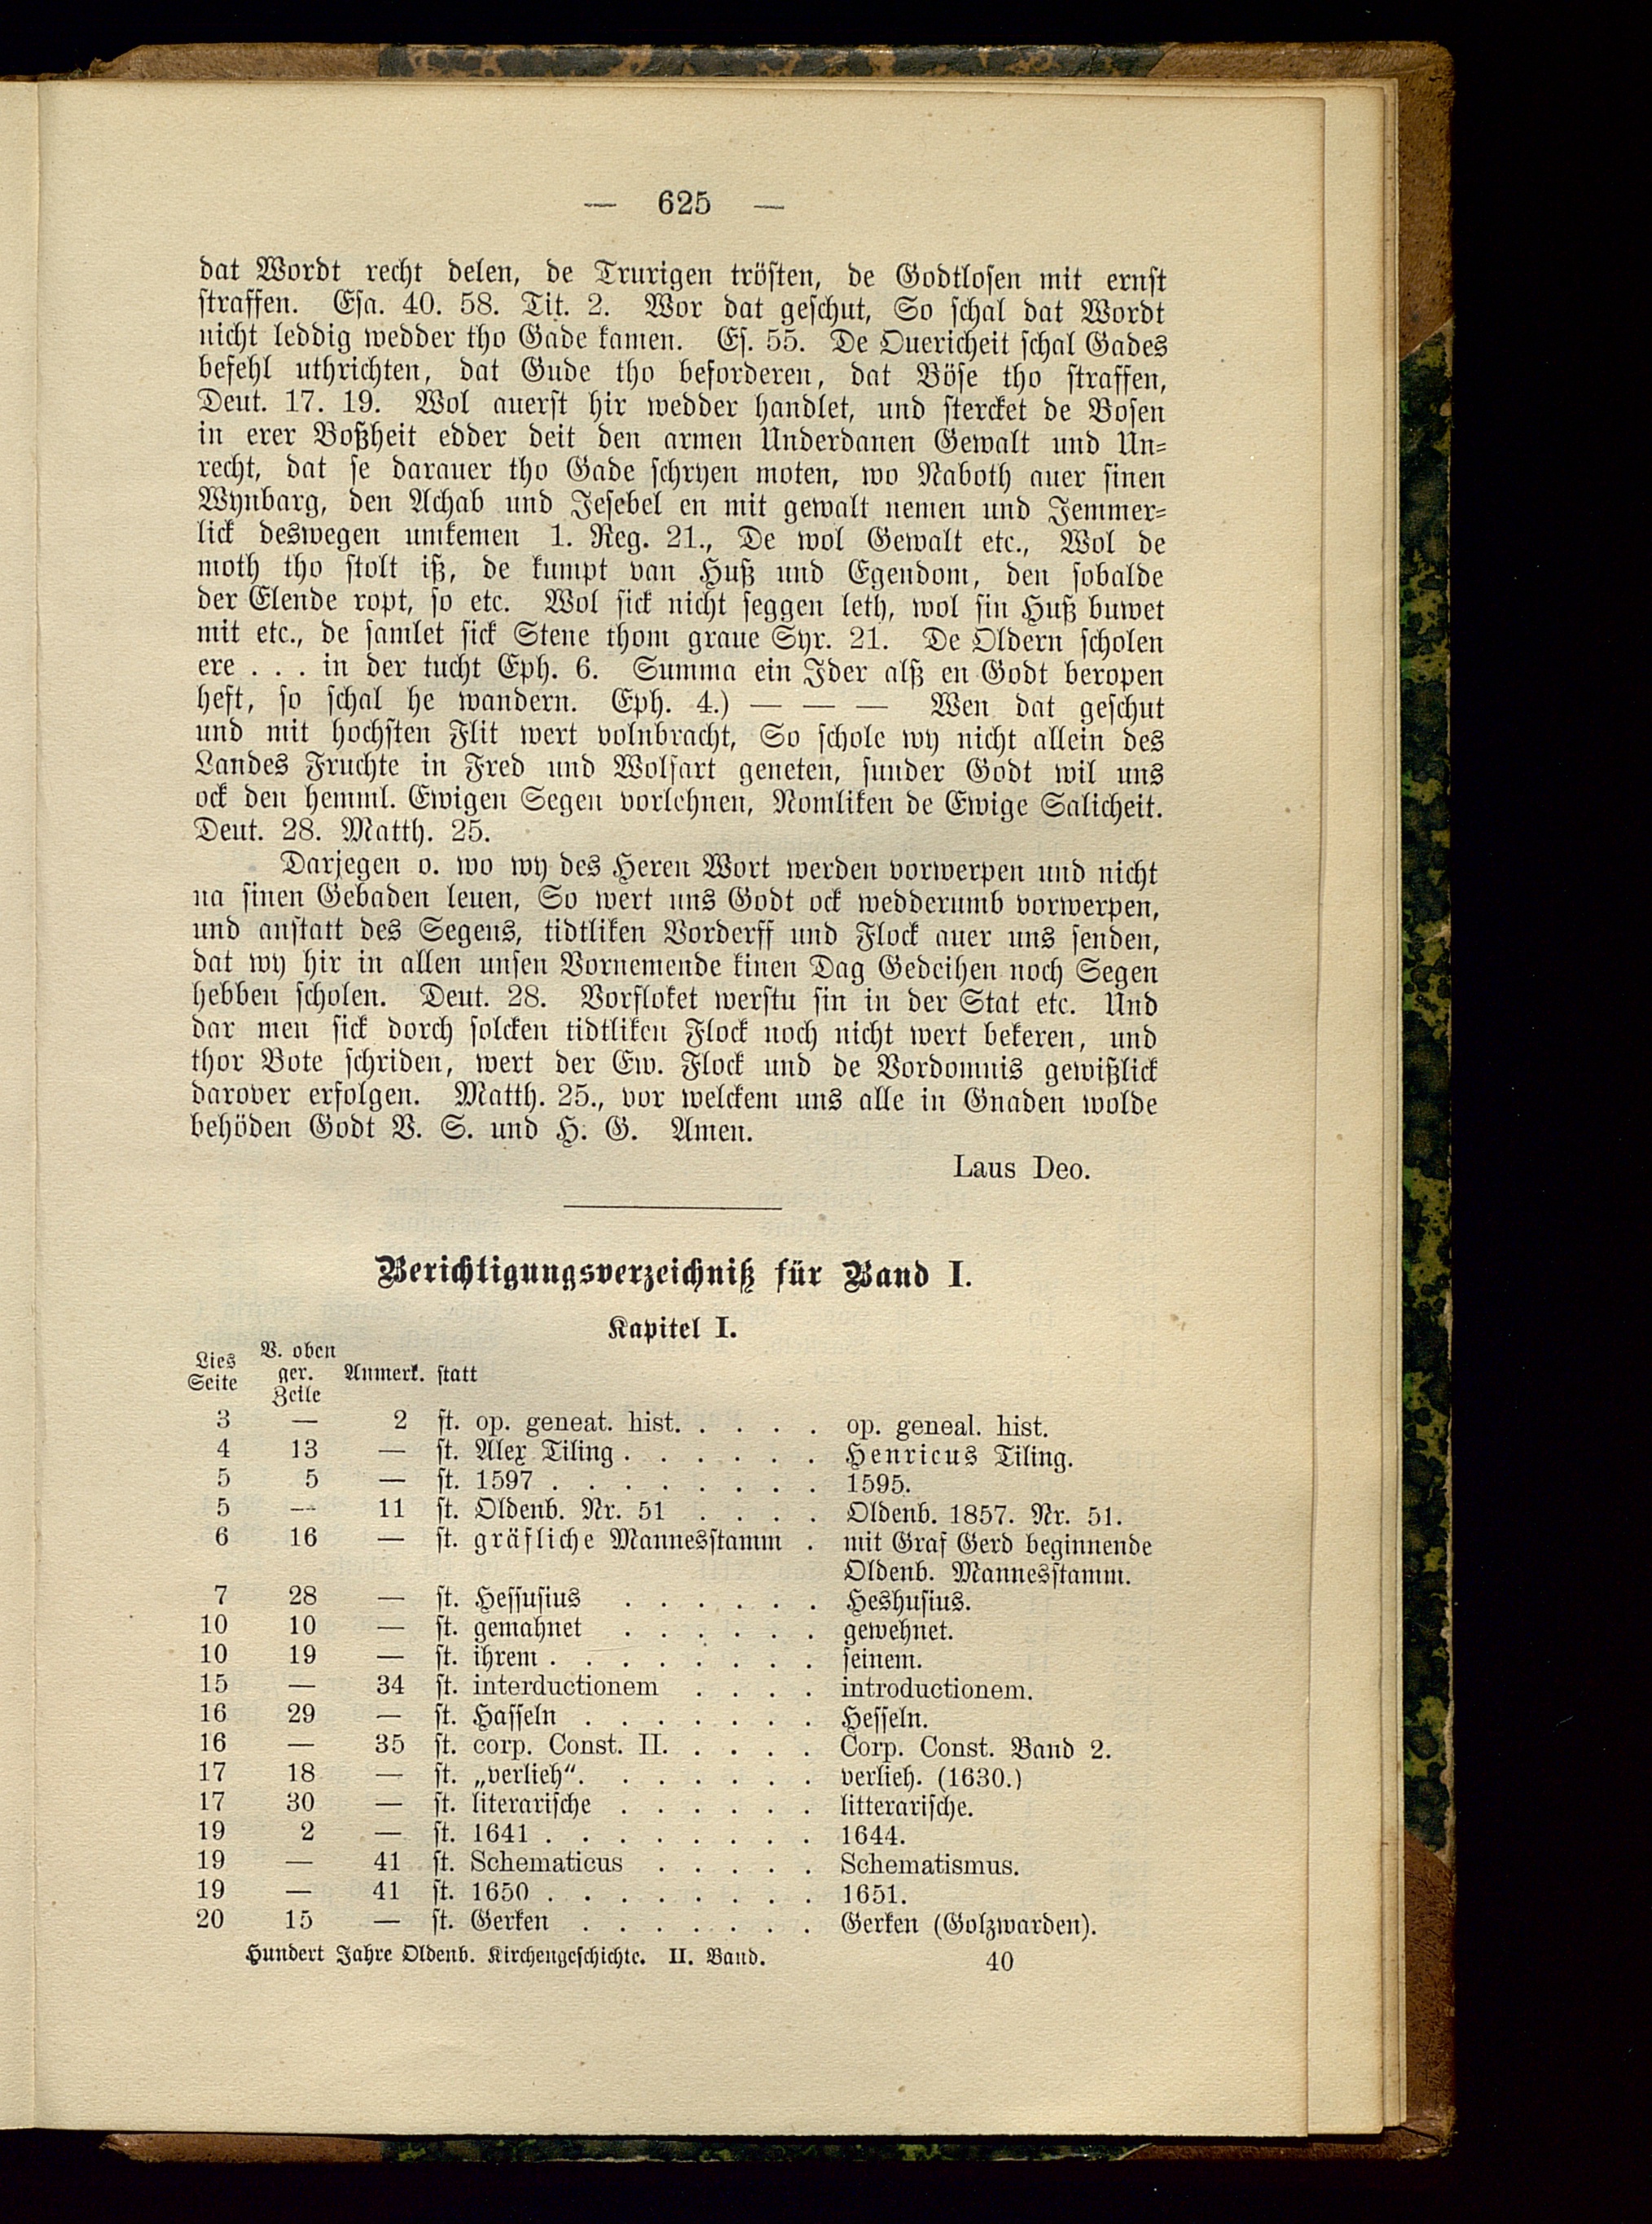 — 625 —
dat Wordt recht delen, de Trurigen trösten, de Godtlosen mit ernst
straffen. Esa. 40. 58. Tit. 2. Wor dat geschut, So schal dat Wordt
nicht leddig wedder tho Gade kamen. Es. 55. De Ouericheit schal Gades
befehl uthrichten, dat Gude tho beforderen, dat Böse tho straffen,
Deut. 17. 19. Wol auerst hir wedder handlet, und stercket de Bosen
in erer Boßheit edder deit den armen Underdanen Gewalt und Un-
recht, dat se darauer tho Gade schryen moten, wo Naboth auer sinen
Wynbarg, den Achab und Jesebel en mit gewalt nemen und Jemmer-
lick deswegen umkemen 1. Reg. 21., De wol Gewalt etc., Wol de
moth tho stolt iß, de kumpt van Huß und Egendom, den sobalde
der Elende ropt, so etc. Wol sick nicht seggen leth, wol sin Huß buwet
mit etc., de samlet sick Stene thom graue Syr. 21. De Oldern scholen
ere . . . in der tucht Eph. 6. Summa ein Ider alß en Godt beropen
heft, so schal he wandern. Eph. 4.) — — — Wen dat geschut
und mit hochsten Flit wert volnbracht, So schole wy nicht allein des
Landes Fruchte in Fred und Wolfart geneten, sunder Godt wil uns
ock den hemml. Ewigen Segen vorlehnen, Nomliken de Ewige Salicheit.
Deut. 28. Matth. 25.
Darjegen o. wo wy des Heren Wort werden vorwerpen und nicht
na sinen Gebaden leuen, So wert uns Godt ock wedderumb vorwerpen,
und anstatt des Segens, tidtliken Vorderff und Flock auer uns senden,
dat wy hir in allen unsen Vornemende kinen Dag Gedeihen noch Segen
hebben scholen. Deut. 28. Vorfloket werstu sin in der Stat etc. Und
dar men sick dorch solcken tidtliken Flock noch nicht wert bekeren, und
thor Bote schriden, wert der Ew. Flock und de Vordomnis gewißlick
darover erfolgen. Matth. 25., vor welckem uns alle in Gnaden wolde
behöden Godt V. S. und H. G. Amen.
Laus Deo.
Berichtigungsverzeichniß für Band I.
Kapitel I.
Lies Seite V. oben ger. Zeile Anmerk. statt
3 — 2 st. op. geneat. hist. . . . . op. geneal. hist.
4 13 — st. Alex Tiling . . . . . . Henricus Tiling.
5 5 — st. 1597 . . . . . . . . 1595.
5 — 11 st. Oldenb. Nr. 51 . . . . Oldenb. 1857. Nr. 51.
6 16 — st. gräfliche Mannesstamm . mit Graf Gerd beginnende
Oldenb. Mannesstamm.
7 28 — st. Hessusius . . . . . . Heshusius.
10 10 — st. gemahnet . . . . . . gewehnet.
10 19 — st. ihrem . . . . . . . . seinem.
15 — 34 st. interductionem . . . . introductionem.
16 29 — st. Hasseln . . . . . . . Hesseln.
16 — 35 st. corp. Const. II. . . . . Corp. Const. Band 2.
17 18 — st. „verlieh“. . . . . . . verlieh. (1630.)
17 30 — st. literarische . . . . . . litterarische.
19 2 — st. 1641 . . . . . . . . 1644.
19 — 41 st. Schematicus . . . . . Schematismus.
19 — 41 st. 1650 . . . . . . . . 1651.
20 15 — st. Gerken . . . . . . . Gerken (Golzwarden).
Hundert Jahre Oldenb. Kirchengeschichte. II. Band. 40